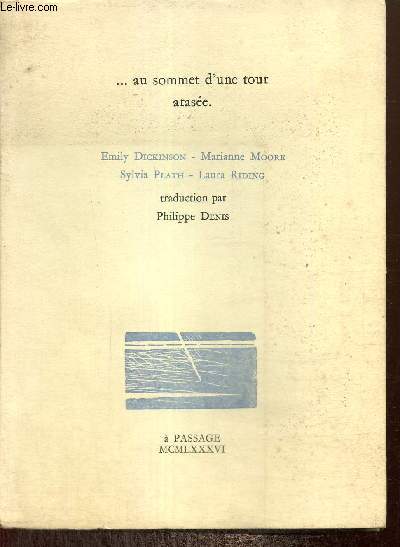 Le-livre.com
... au sommet d'une tour
arasée.
Emily DICKINSON - Marianne MOORE
Sylvia PLATH - Laura RIDING
traduction par
Philippe DENIS
à PASSAGE
MCMLXXXVI